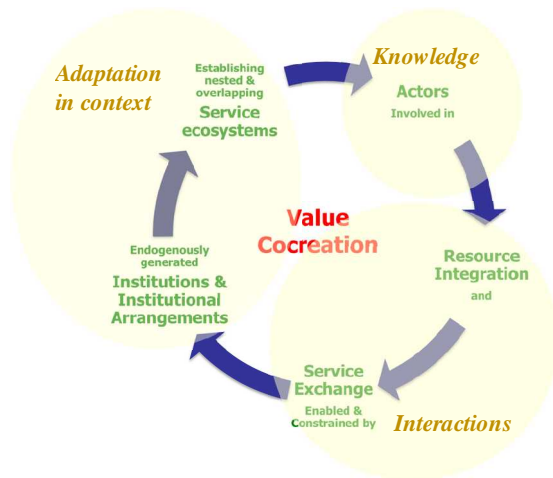 Knowledge
Actors
Involved in
Resource
Integration
and
Interactions
Service
Exchange
Enabled &
Constrained by
Endogenously
generated
Institutions &
Institutional
Arrangements
Adaptation
in context
Establishing
nested &
overlapping
Service
ecosystems
Value
Cocreation